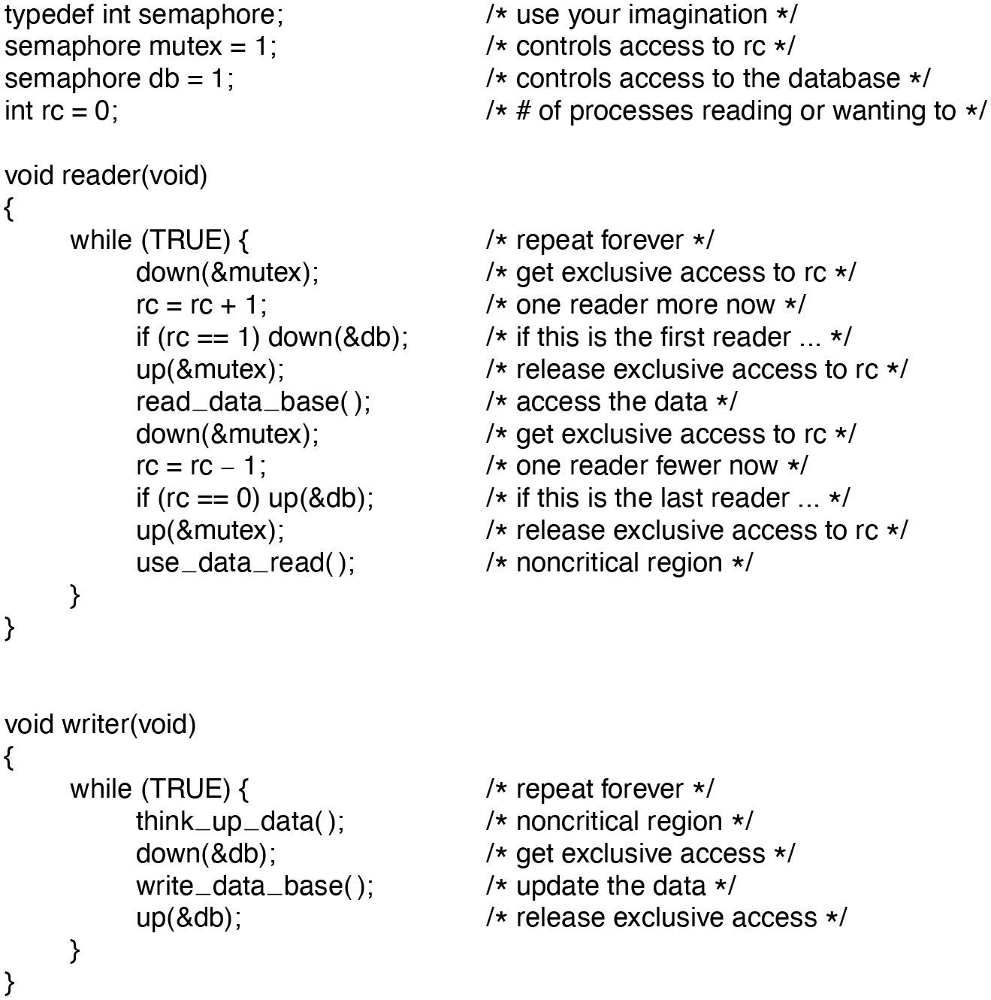 typedef int semaphore; /* use your imagination */
semaphore mutex = 1; /* controls access to rc */
semaphore db = 1; /* controls access to the database */
int rc = 0; /* # of processes reading or wanting to */
void reader(void)
{
while (TRUE) { /* repeat forever */
down(&mutex); /* get exclusive access to rc */
rc = rc + 1; /* one reader more now */
if (rc == 1) down(&db); /* if this is the first reader ... */
up(&mutex); /* release exclusive access to rc */
read_data_base( ); /* access the data */
down(&mutex); /* get exclusive access to rc */
rc = rc − 1; /* one reader fewer now */
if (rc == 0) up(&db); /* if this is the last reader ... */
up(&mutex); /* release exclusive access to rc */
use_data_read( ); /* noncritical region */
}
}
void writer(void)
{
while (TRUE) { /* repeat forever */
think_up_data( ); /* noncritical region */
down(&db); /* get exclusive access */
write_data_base( ); /* update the data */
up(&db); /* release exclusive access */
}
}